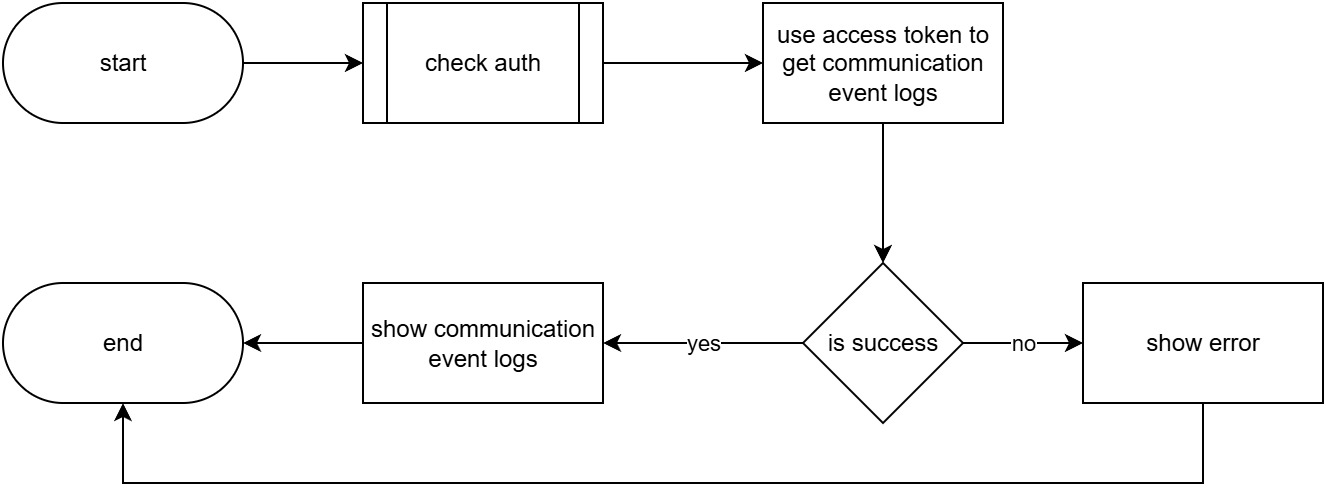 start
check auth
use access token to
get communication
event logs
end
show communication
event logs
yes
is success
no
show error